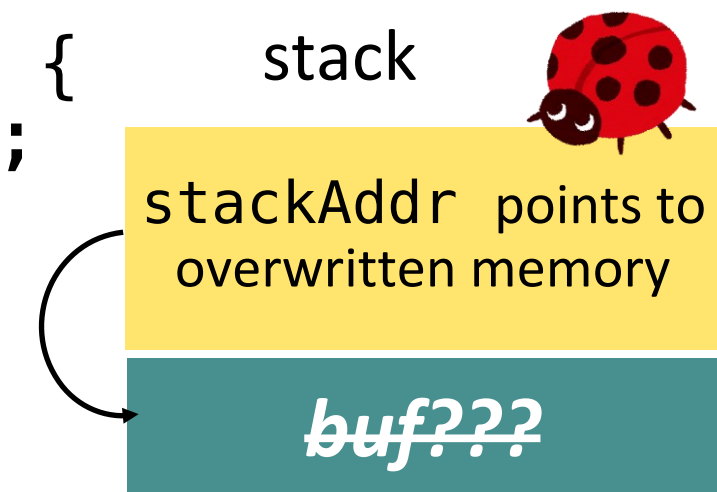 { stack
;
stackAddr points to
overwritten memory
buf???